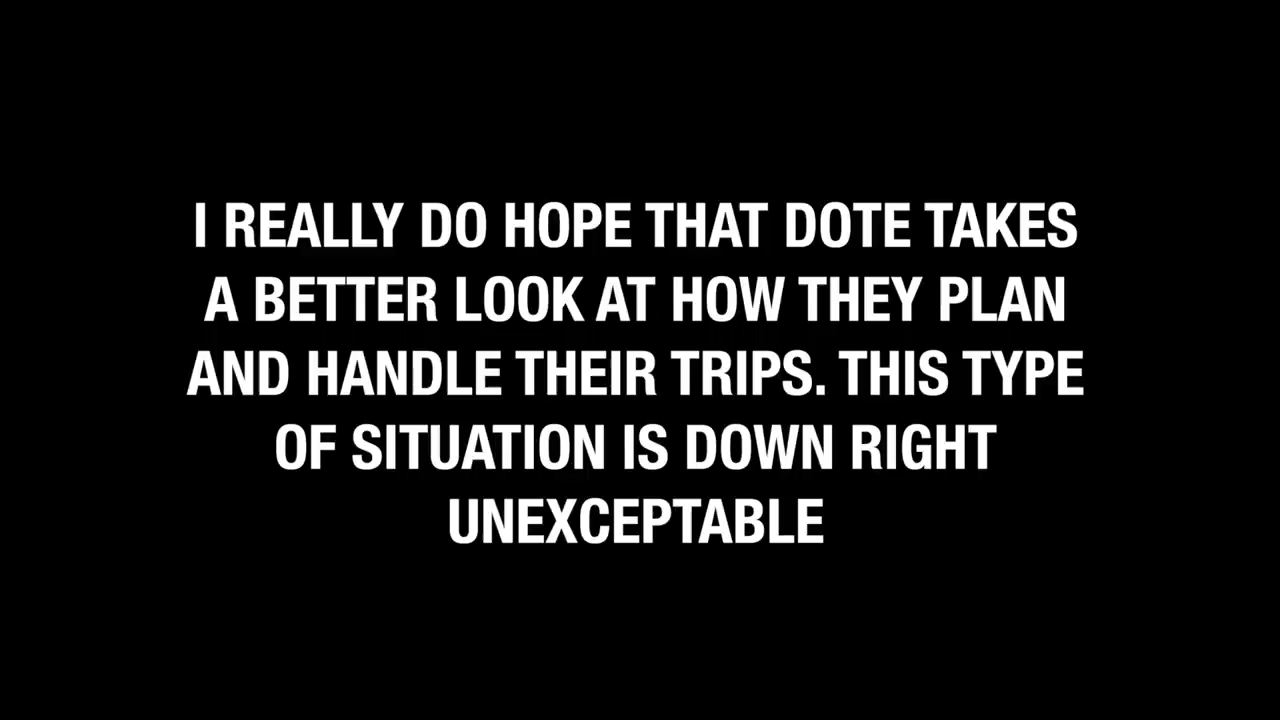 I REALLY DO HOPE THAT DOTE TAKES
A BETTER LOOK AT HOW THEY PLAN
AND HANDLE THEIR TRIPS. THIS TYPE
OF SITUATION IS DOWN RIGHT
UNEXCEPTABLE